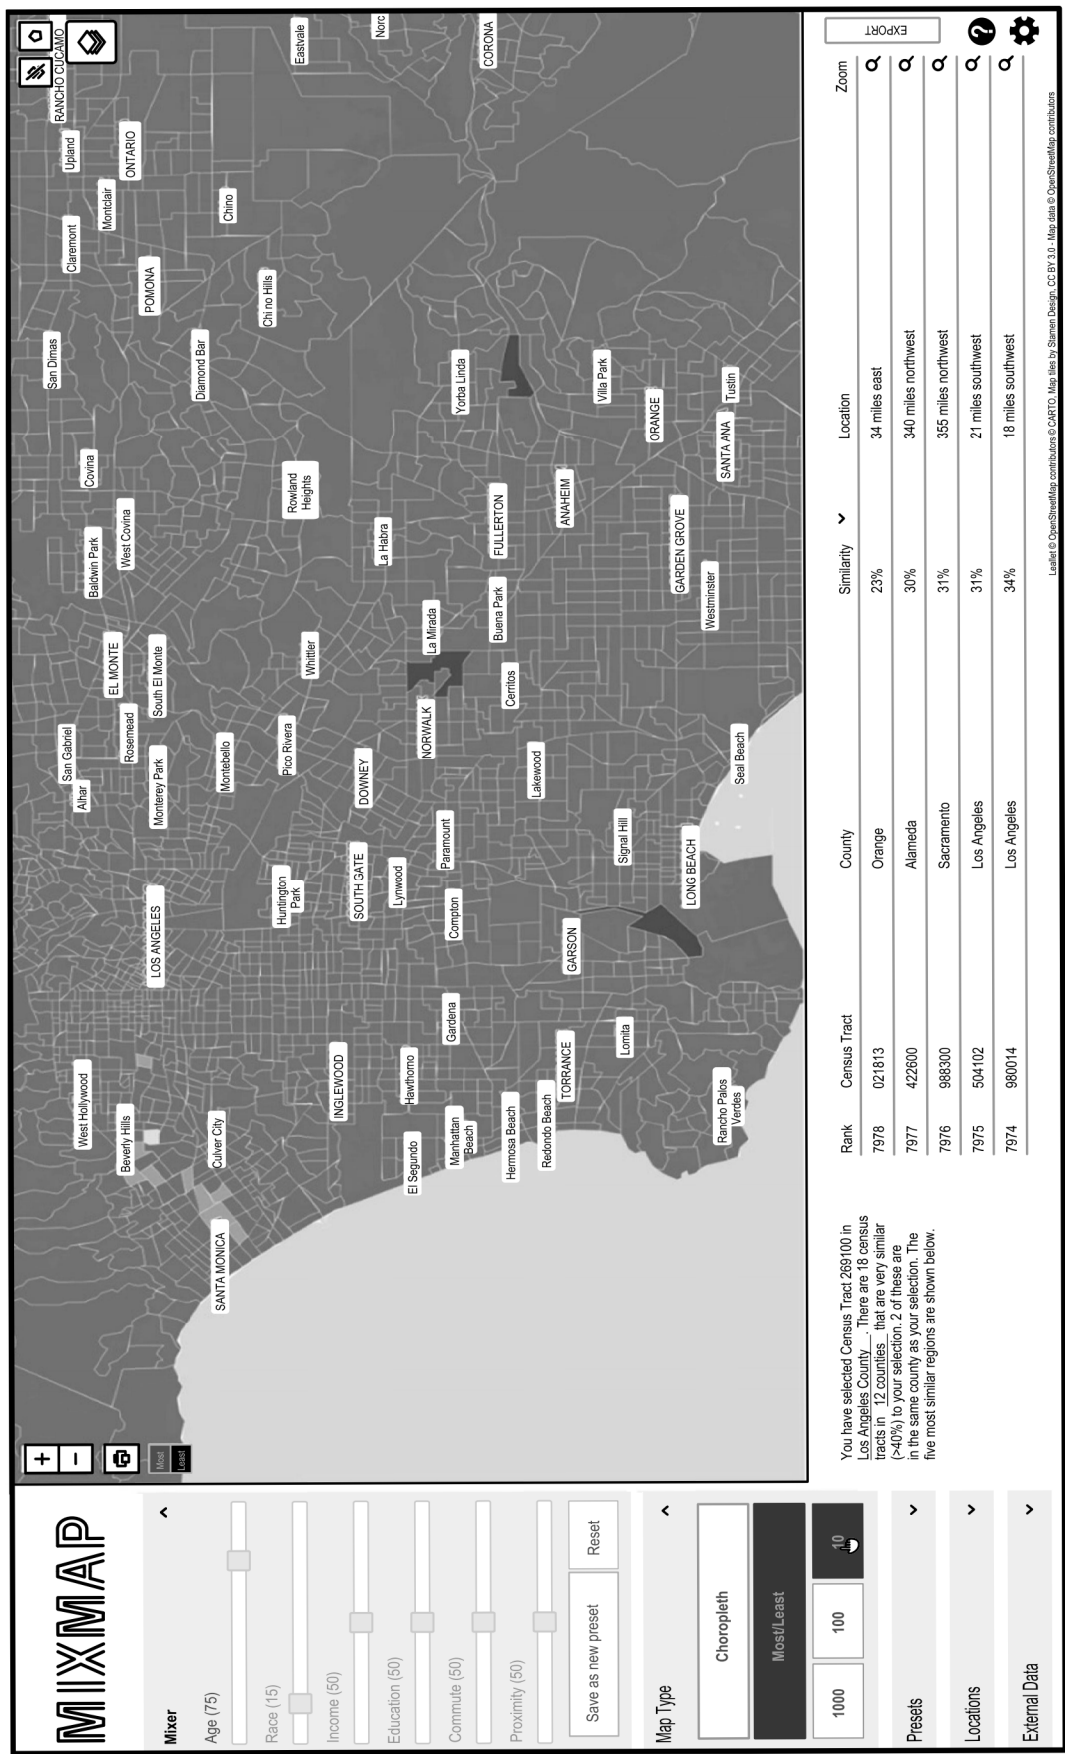 MIXMAP
Mixer
Age (75)
Race (15)
Income (50)
Education (50)
Commute (50)
Proximity (50)
Save as new preset
Reset
Map Type
Choropleth
Most/Least
1000
100
10
Presets
Locations
External Data
+
−
Most
Least
RANCHO CUCAMO
San Dimas
San Gabriel
Upland
Claremont
Alhar
West Hollywood
Covina
Baldwin Park
Montclair
EL MONTE
West Covina
Beverly Hills
Rosemead
ONTARIO
POMONA
LOS ANGELES
Monterey Park
South El Monte
Diamond Bar
SANTA MONICA
Culver City
Montebello
Chino
Chi no Hills
Huntington
Park
Pico Rivera
Rowland
Heights
Eastvale
Whittler
INGLEWOOD
SOUTH GATE
DOWNEY
La Habra
Norc
Lynwood
Hawthomo
El Segundo
NORWALK
La Mirada
Gardena
Compton
Paramount
Manhattan
Beach
Yorba Linda
CORONA
FULLERTON
Buena Park
Cerritos
Hermosa Beach
Lakewood
Redondo Beach
TORRANCE
GARSON
ANAHEIM
Villa Park
Lomita
Signal Hill
ORANGE
GARDEN GROVE
LONG BEACH
Westminster
Rancho Palos
Verdes
Seal Beach
SANTA ANA
Tustin
You have selected Census Tract 269100 in
Los Angeles County . There are 18 census
tracts in 12 counties that are very similar
(>40%) to your selection. 2 of these are
in the same county as your selection. The
five most similar regions are shown below.
Rank Census Tract County Similarity Location Zoom
7978 021813 Orange 23% 34 miles east
7977 422600 Alameda 30% 340 miles northwest
7976 988300 Sacramento 31% 355 miles northwest
7975 504102 Los Angeles 31% 21 miles southwest
7974 980014 Los Angeles 34% 18 miles southwest
EXPORT
?
Leaflet © OpenStreetMap contributors © CARTO, Map tiles by Stamen Design, CC BY 3.0 - Map data © OpenStreetMap contributors